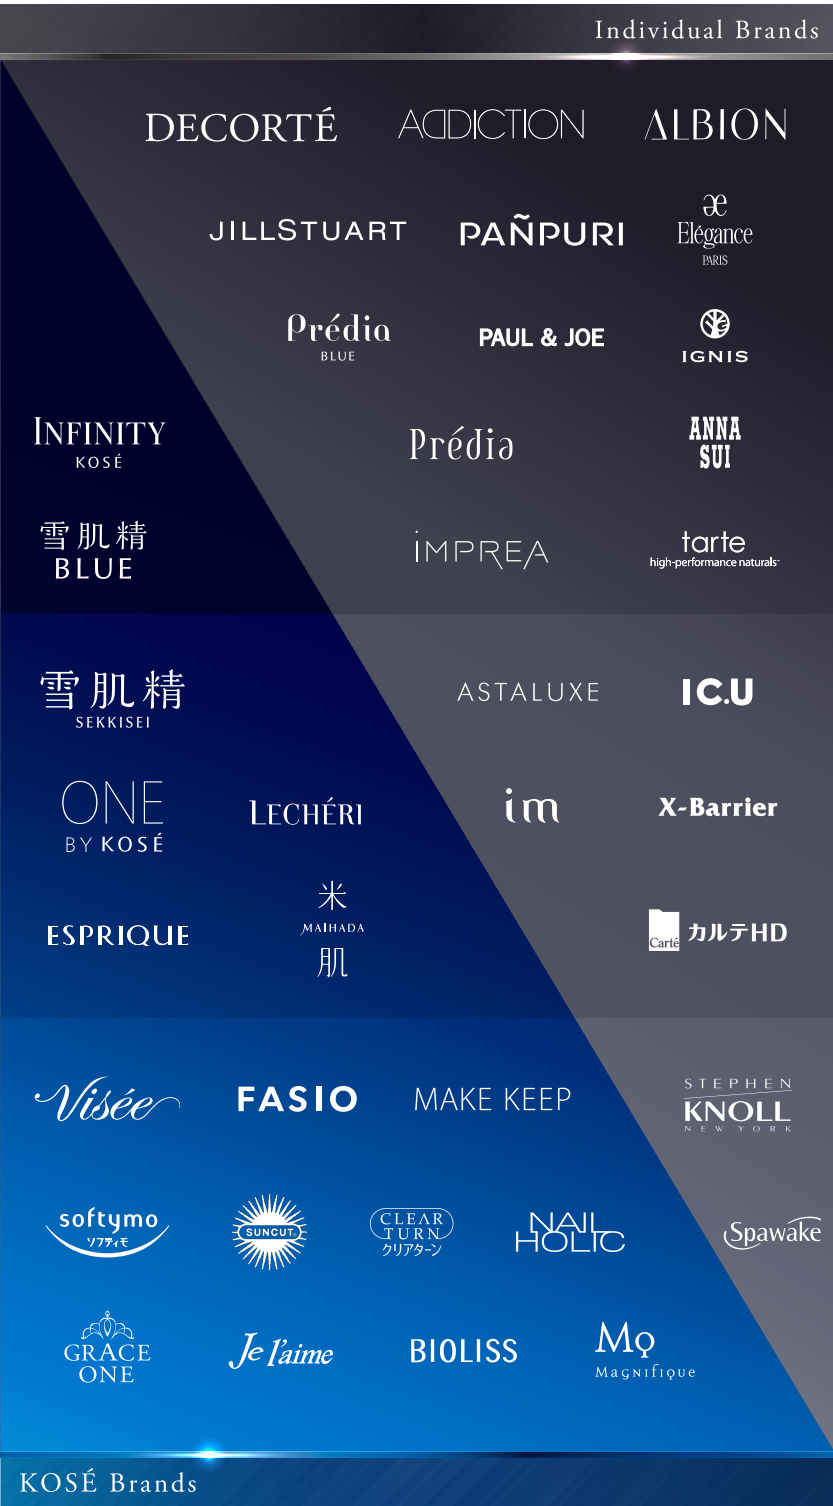 Individual Brands
DECORTÉ
ADDICTION
ALBION
JILLSTUART
PAÑPURI
æ
Elégance
PARIS
Prédia
BLUE
PAUL & JOE
IGNIS
INFINITY
KOSÉ
Prédia
ANNA
SUI
雪肌精
BLUE
iMPREA
tarte
high-performance naturals™
雪肌精
SEKKISEI
ASTALUXE
IC.U
ONE
BY KOSÉ
LECHÉRI
im
X-Barrier
ESPRIQUE
米
MAIHADA
肌
Carté
カルテHD
Visée
FASIO
MAKE KEEP
STEPHEN
KNOLL
NEW YORK
softymo
ソフティモ
SUNCUT®
CLEAR
TURN
クリアターン
NAIL
HOLIC
Spawake
GRACE
ONE
Je l'aime
BIOLISS
MQ
Magnifique
KOSÉ Brands